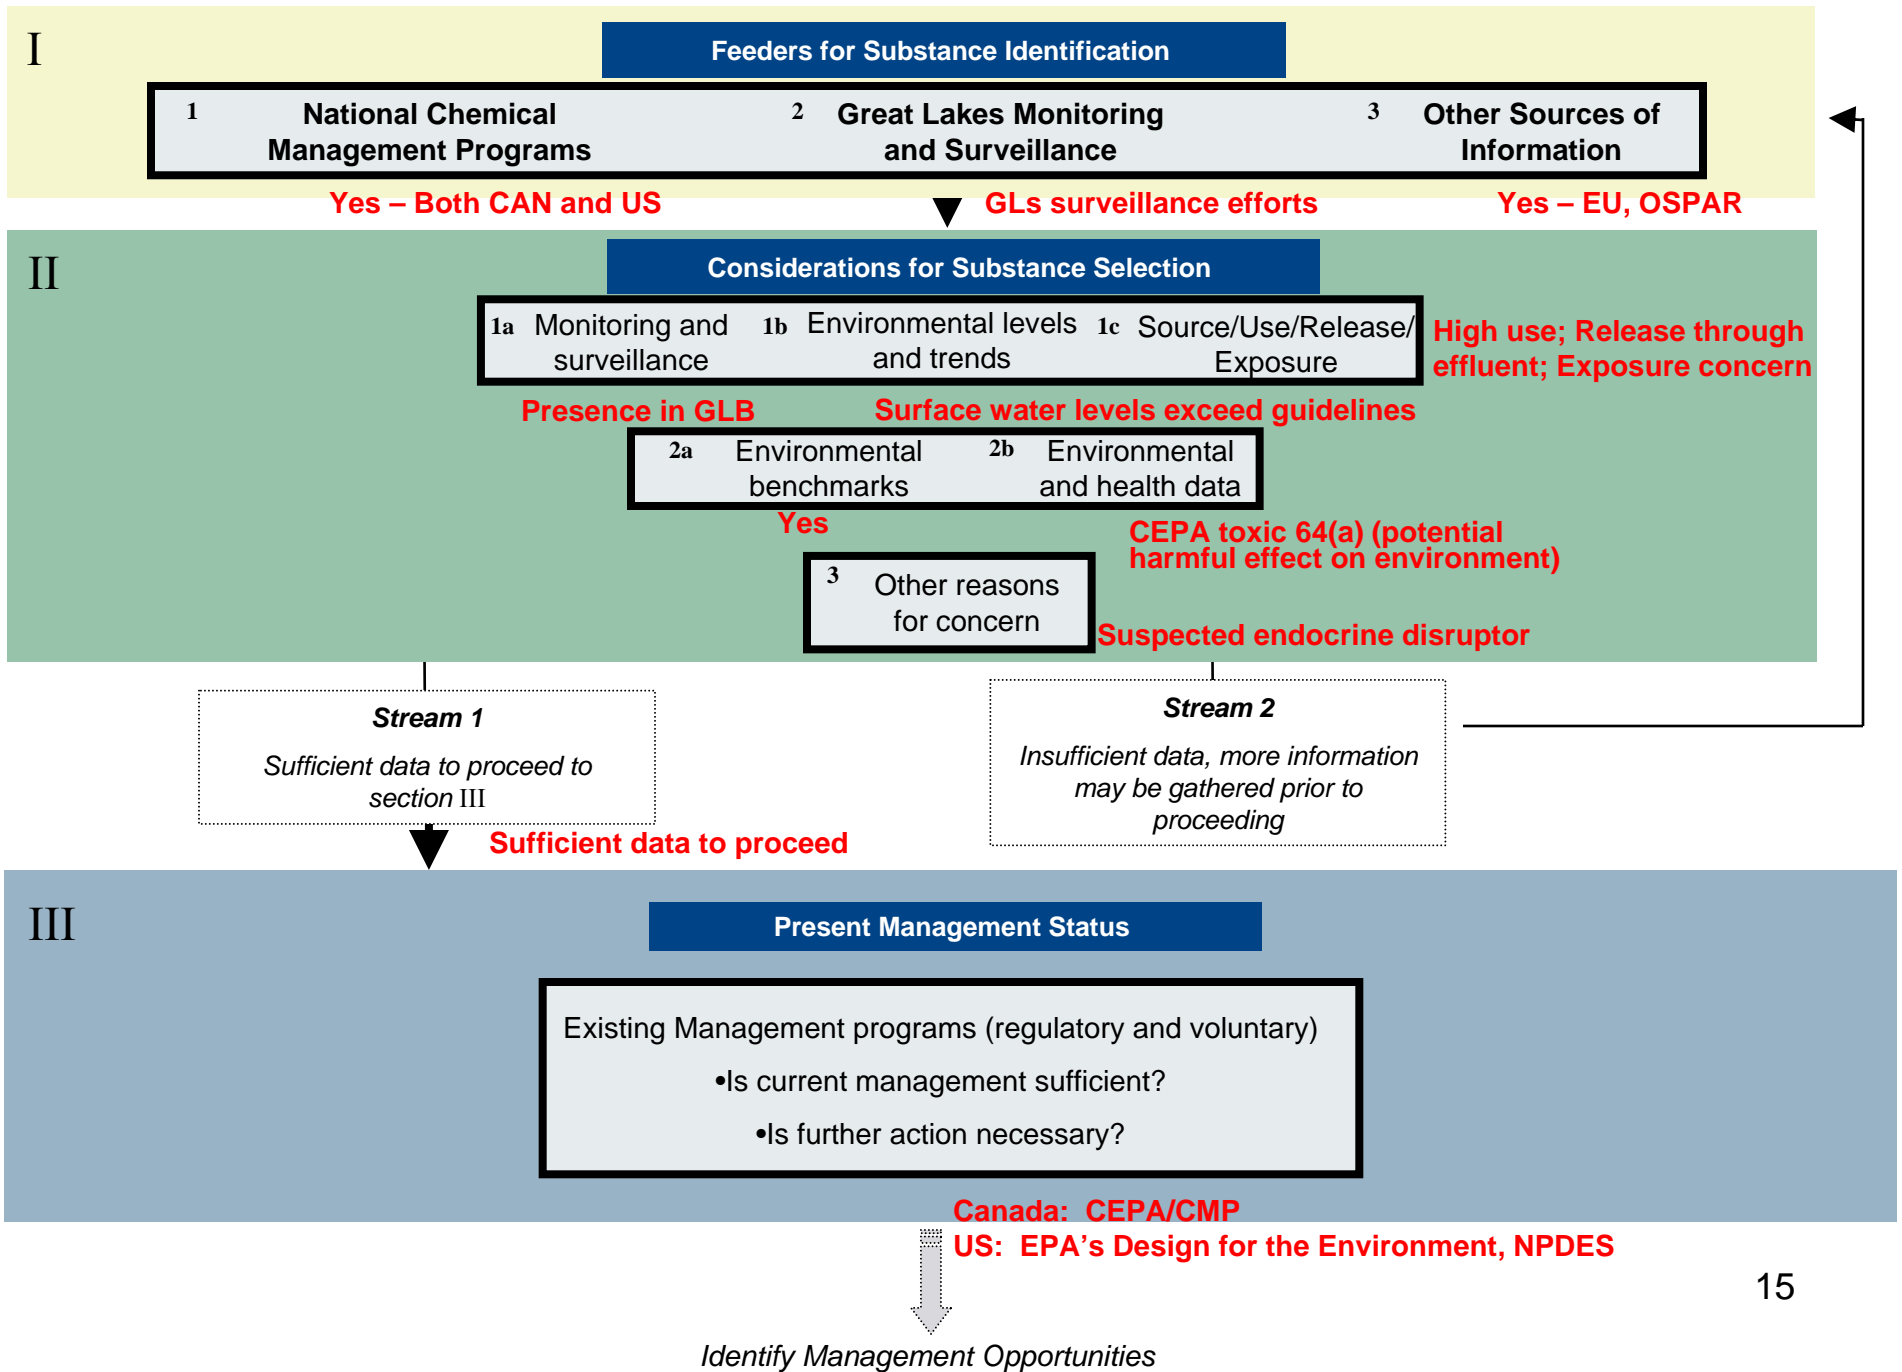 I
Feeders for Substance Identification
1 National Chemical
Management Programs
2 Great Lakes Monitoring
and Surveillance
3 Other Sources of
Information
Yes – Both CAN and US
GLs surveillance efforts
Yes – EU, OSPAR
II
Considerations for Substance Selection
1a Monitoring and
surveillance
1b Environmental levels
and trends
1c Source/Use/Release/
Exposure
High use; Release through
effluent; Exposure concern
Presence in GLB
Surface water levels exceed guidelines
2a Environmental
benchmarks
2b Environmental
and health data
Yes
CEPA toxic 64(a) (potential
harmful effect on environment)
3 Other reasons
for concern
Suspected endocrine disruptor
Stream 1
Sufficient data to proceed to
section III
Stream 2
Insufficient data, more information
may be gathered prior to
proceeding
Sufficient data to proceed
III
Present Management Status
Existing Management programs (regulatory and voluntary)
•Is current management sufficient?
•Is further action necessary?
Canada:  CEPA/CMP
US:  EPA's Design for the Environment, NPDES
15
Identify Management Opportunities